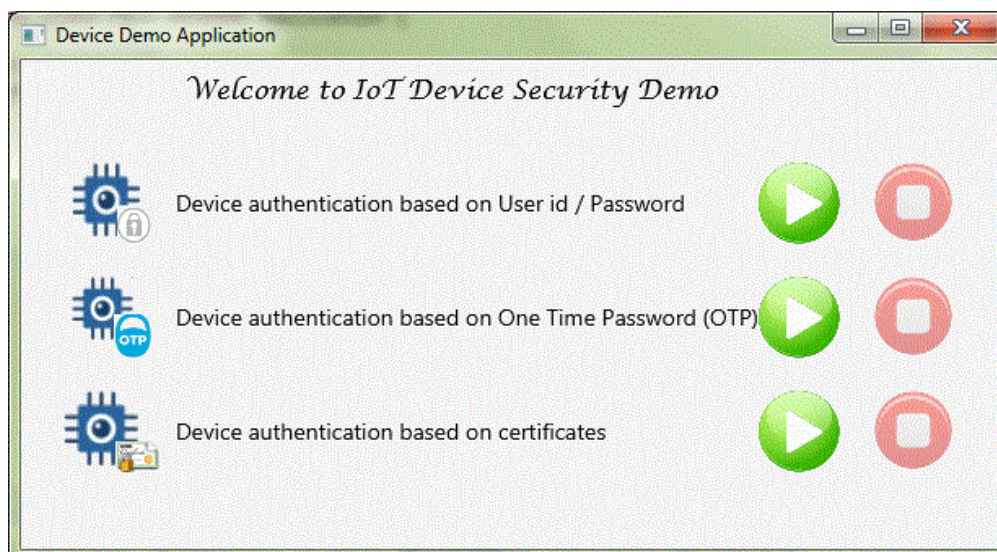 Device Demo Application
Welcome to IoT Device Security Demo
Device authentication based on User id / Password
OTP
Device authentication based on One Time Password (OTP)
Device authentication based on certificates